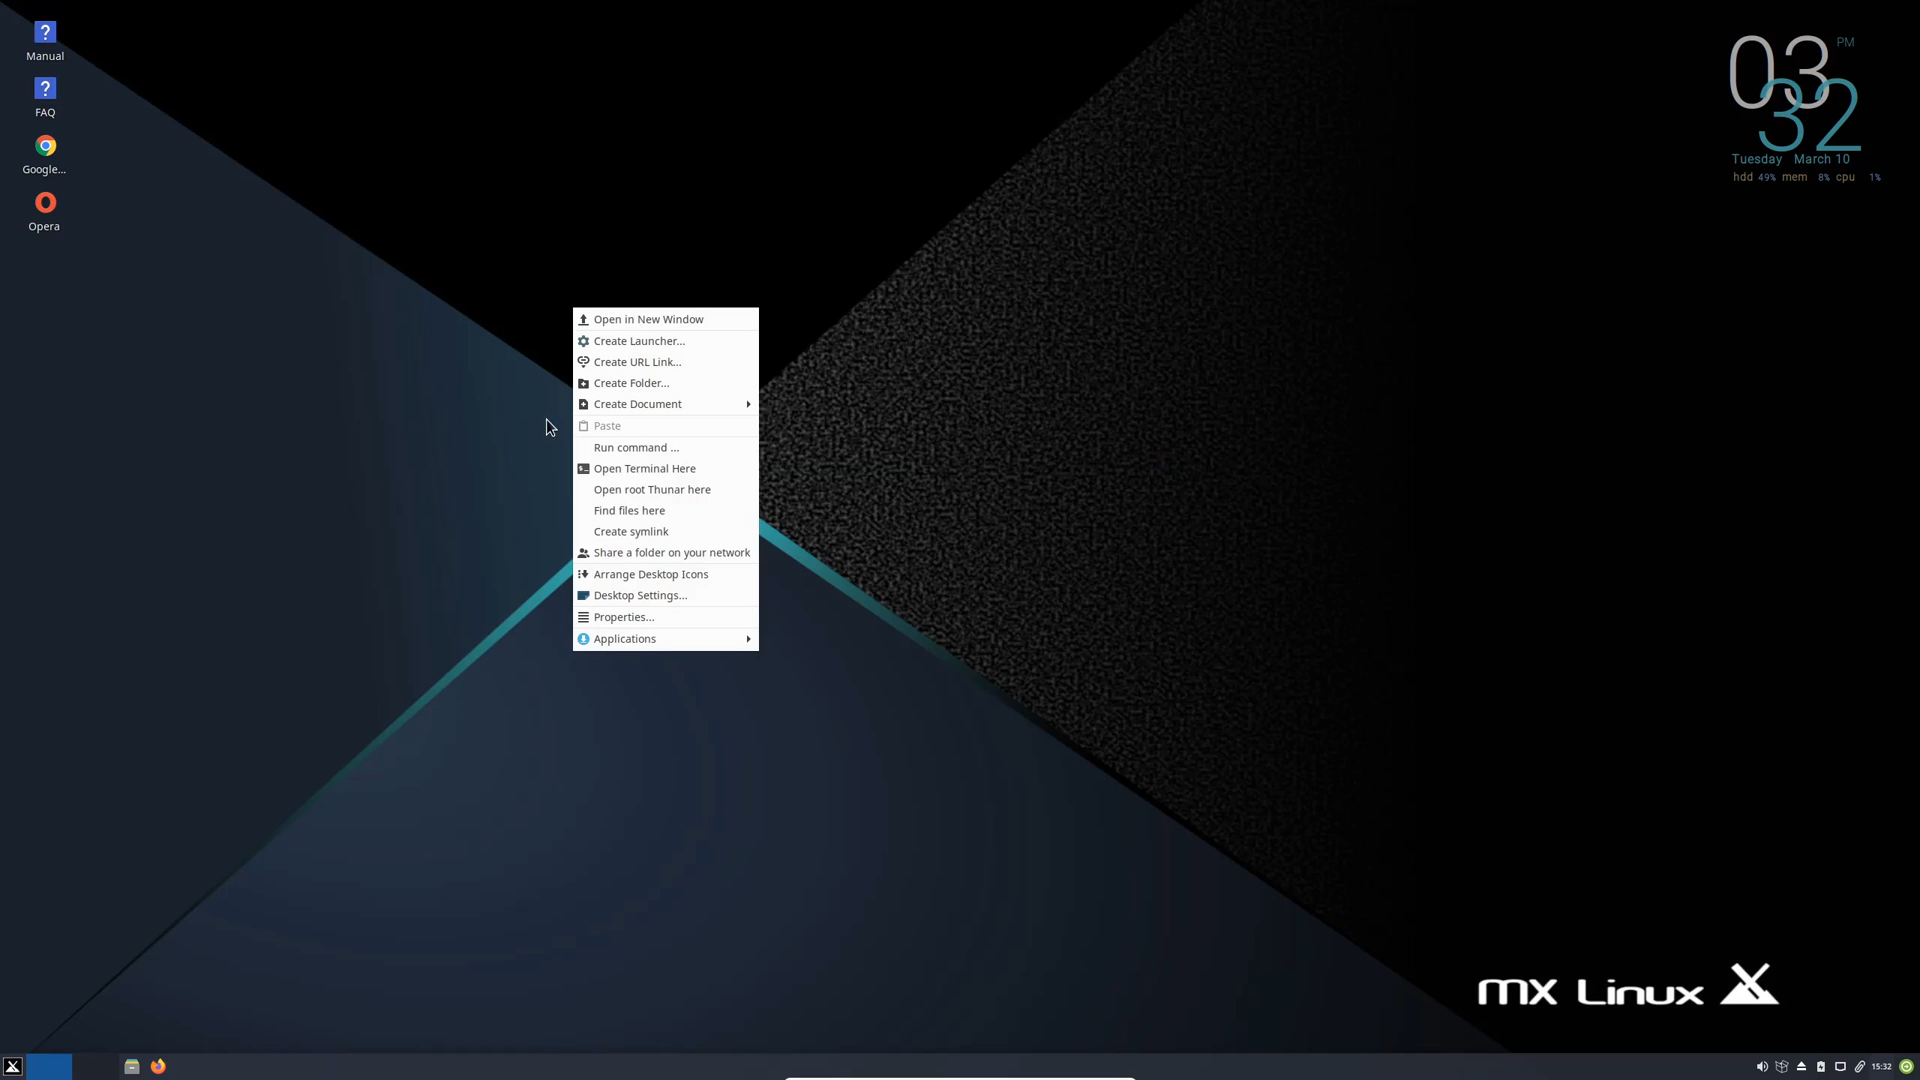 Manual
FAQ
Google...
Opera
03 PM
32
Tuesday March 10
hdd 49% mem 8% cpu 1%
Open in New Window
Create Launcher...
Create URL Link...
Create Folder...
Create Document
Paste
Run command ...
Open Terminal Here
Open root Thunar here
Find files here
Create symlink
Share a folder on your network
Arrange Desktop Icons
Desktop Settings...
Properties...
Applications
MX Linux
15:32